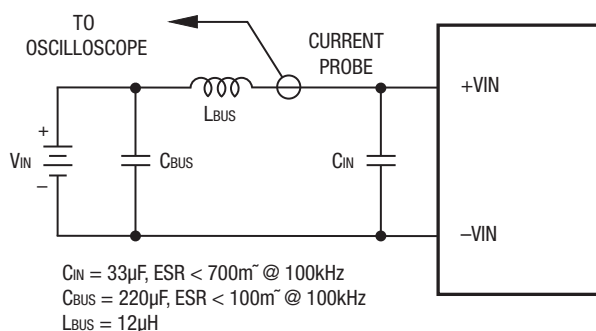 TO
OSCILLOSCOPE
CURRENT
PROBE
LBUS
+VIN
+
VIN
−
CBUS
CIN
−VIN
CIN = 33µF, ESR < 700m˜ @ 100kHz
CBUS = 220µF, ESR < 100m˜ @ 100kHz
LBUS = 12µH